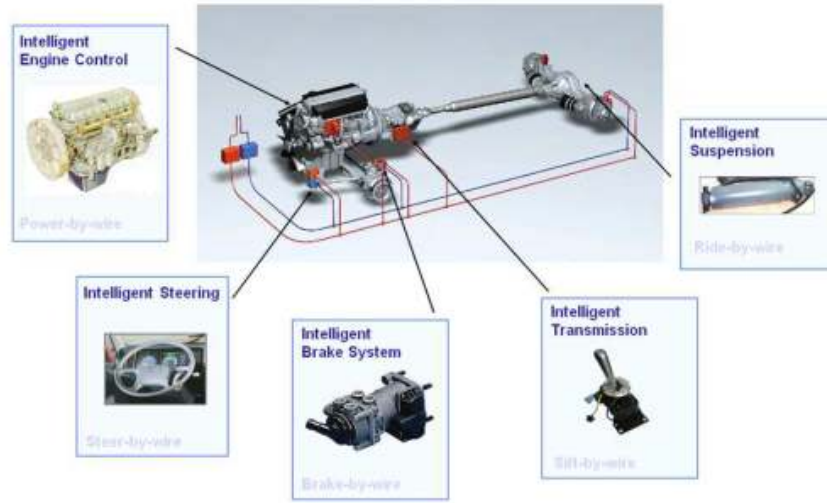 Intelligent
Engine Control
Power-by-wire
Intelligent
Suspension
Ride-by-wire
Intelligent Steering
Steer-by-wire
Intelligent
Brake System
Brake-by-wire
Intelligent
Transmission
Sift-by-wire